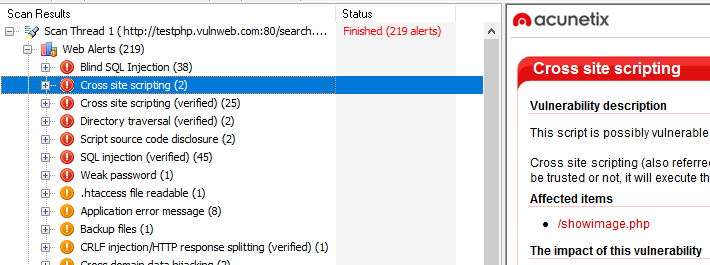 Scan Results Status
Scan Thread 1 ( http://testphp.vulnweb.com:80/search.... Finished (219 alerts)
Web Alerts (219)
Blind SQL Injection (38)
Cross site scripting (2)
Cross site scripting (verified) (25)
Directory traversal (verified) (2)
Script source code disclosure (2)
SQL injection (verified) (45)
Weak password (1)
.htaccess file readable (1)
Application error message (8)
Backup files (1)
CRLF injection/HTTP response splitting (verified) (1)
Cross domain data hijacking (2)
acunetix
Cross site scripting
Vulnerability description
This script is possibly vulnerable
Cross site scripting (also referre
be trusted or not, it will execute th
Affected items
/showimage.php
The impact of this vulnerability